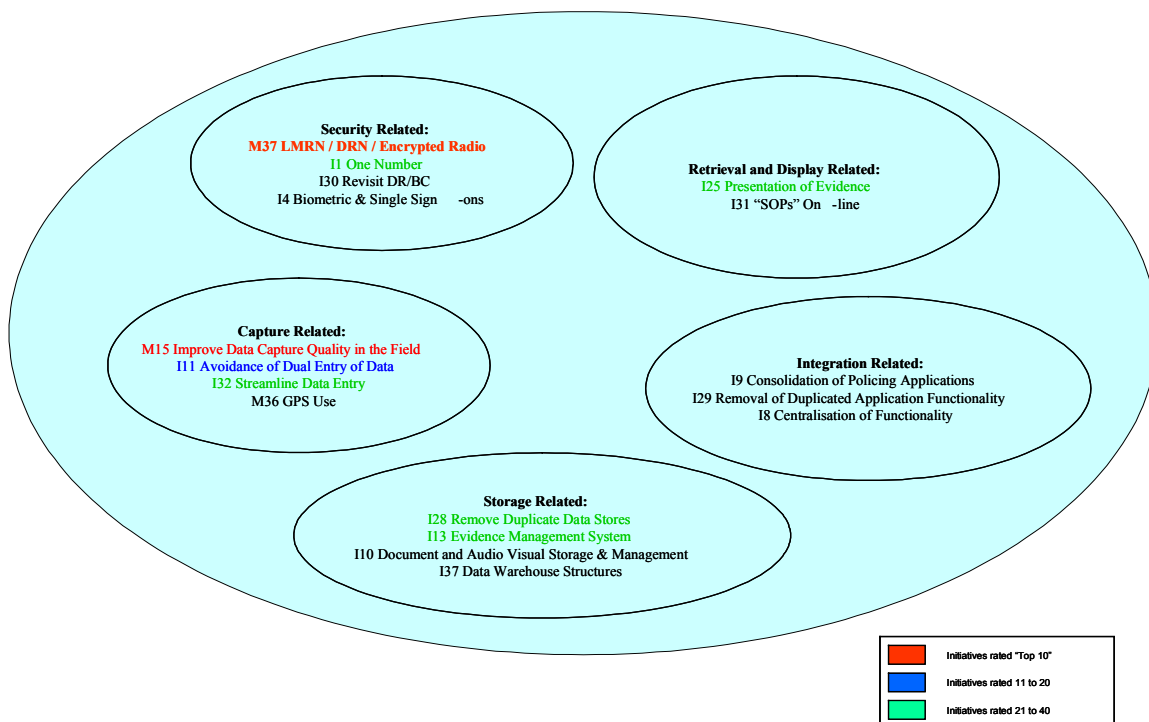 Security Related:
M37 LMRN / DRN / Encrypted Radio
I1 One Number
I30 Revisit DR/BC
I4 Biometric & Single Sign -ons
Retrieval and Display Related:
I25 Presentation of Evidence
I31 “SOPs” On -line
Capture Related:
M15 Improve Data Capture Quality in the Field
I11 Avoidance of Dual Entry of Data
I32 Streamline Data Entry
M36 GPS Use
Integration Related:
I9 Consolidation of Policing Applications
I29 Removal of Duplicated Application Functionality
I8 Centralisation of Functionality
Storage Related:
I28 Remove Duplicate Data Stores
I13 Evidence Management System
I10 Document and Audio Visual Storage & Management
I37 Data Warehouse Structures
Initiatives rated "Top 10"
Initiatives rated 11 to 20
Initiatives rated 21 to 40